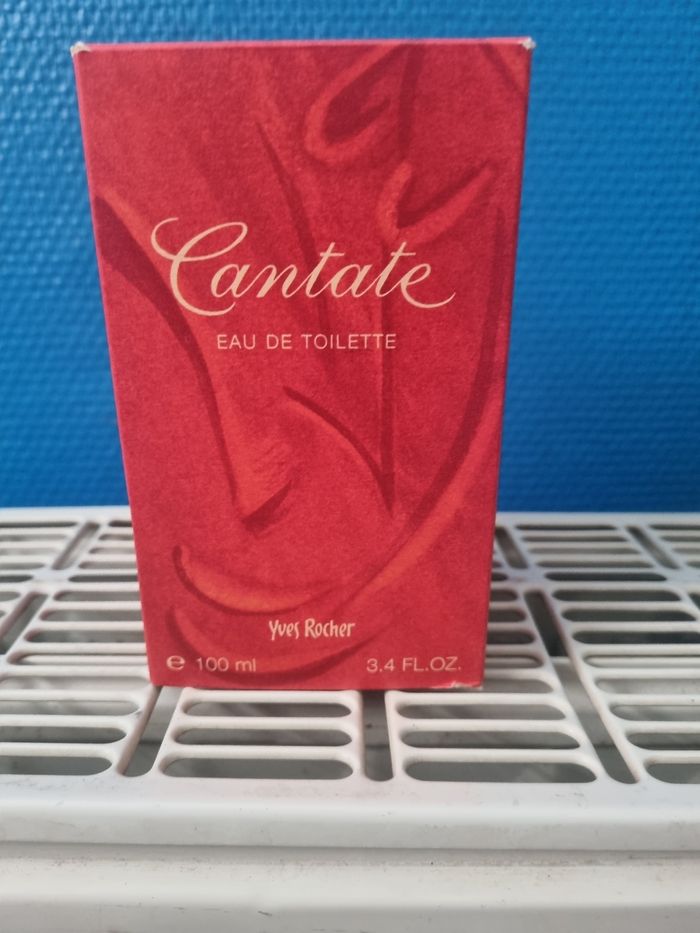 Cantate
EAU DE TOILETTE
Yves Rocher
e 100 ml 3.4 FL.OZ.